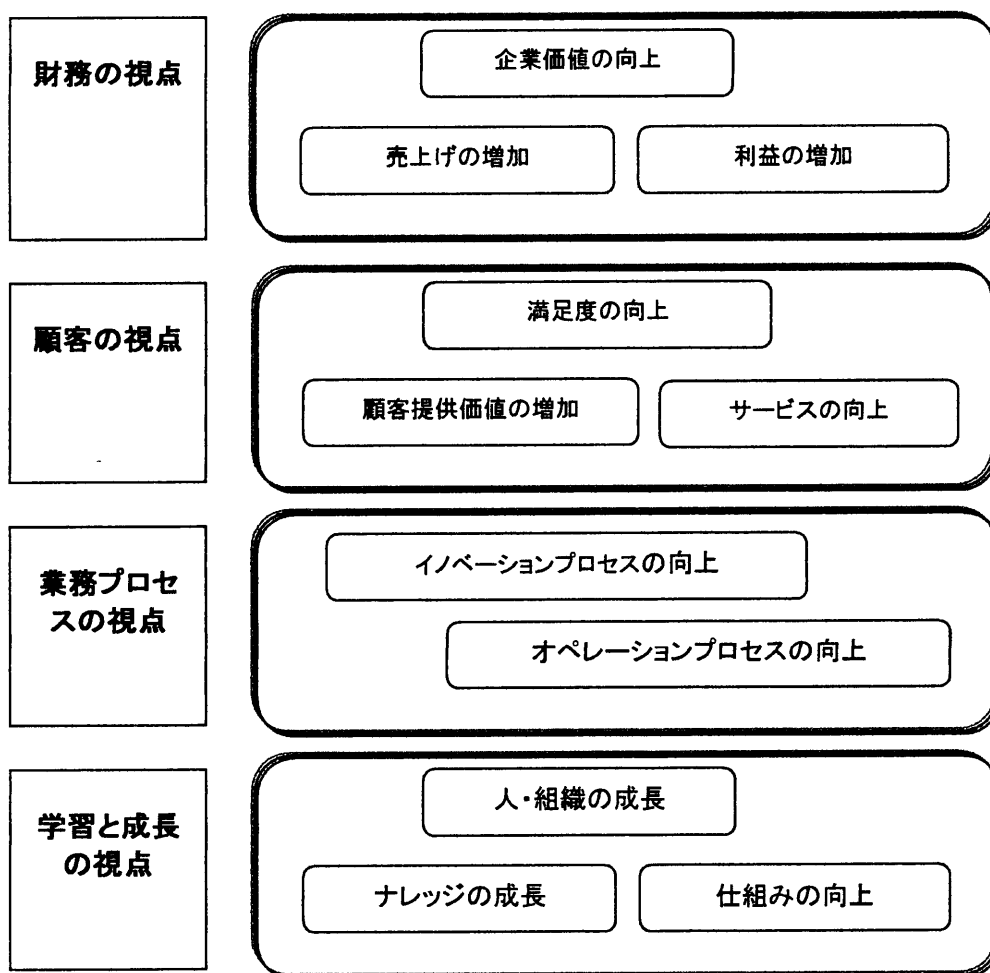 財務の視点
企業価値の向上
売上げの増加
利益の増加
顧客の視点
満足度の向上
顧客提供価値の増加
サービスの向上
業務プロセ
スの視点
イノベーションプロセスの向上
オペレーションプロセスの向上
学習と成長
の視点
人・組織の成長
ナレッジの成長
仕組みの向上